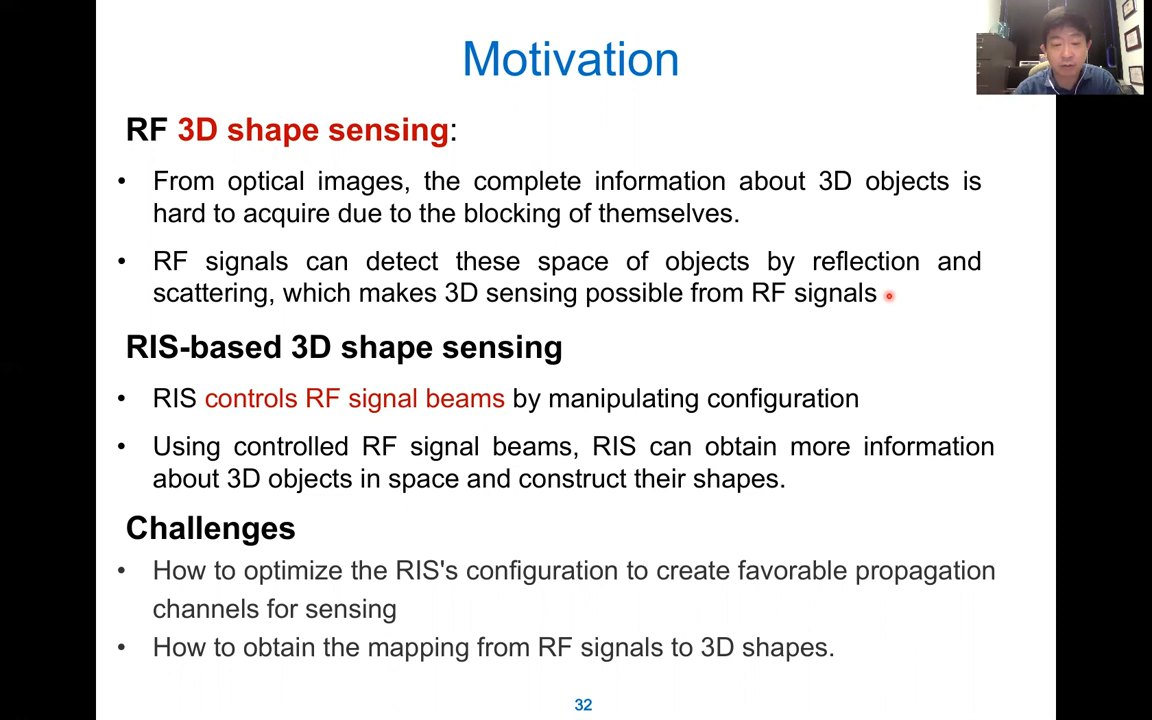 Motivation
RF 3D shape sensing:
• From optical images, the complete information about 3D objects is
hard to acquire due to the blocking of themselves.
• RF signals can detect these space of objects by reflection and
scattering, which makes 3D sensing possible from RF signals
RIS-based 3D shape sensing
• RIS controls RF signal beams by manipulating configuration
• Using controlled RF signal beams, RIS can obtain more information
about 3D objects in space and construct their shapes.
Challenges
• How to optimize the RIS's configuration to create favorable propagation
channels for sensing
• How to obtain the mapping from RF signals to 3D shapes.
32